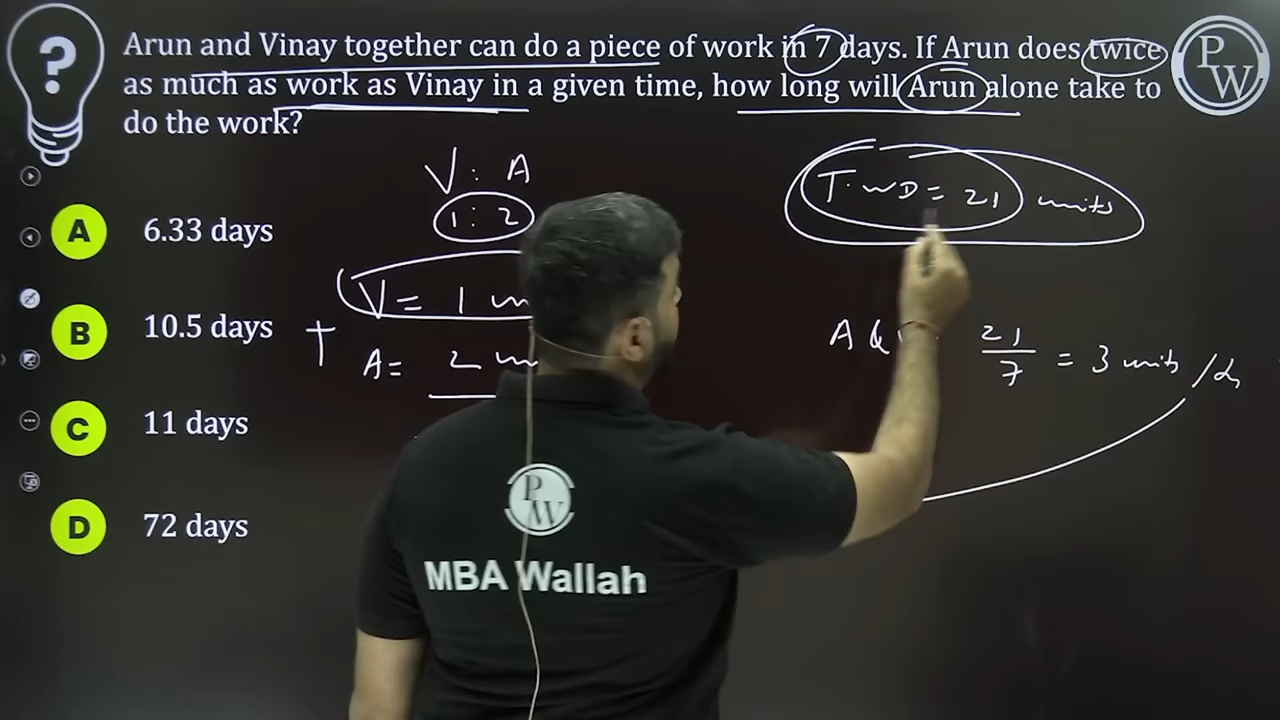 Arun and Vinay together can do a piece of work in 7 days. If Arun does twice
as much as work as Vinay in a given time, how long will Arun alone take to
do the work?
P
W
V : A
1 : 2
T.WD = 21 units
A 6.33 days
V = 1
B 10.5 days
+
A = 2
A &
21
7
= 3 units /
C 11 days
D 72 days
P
W
MBA Wallah